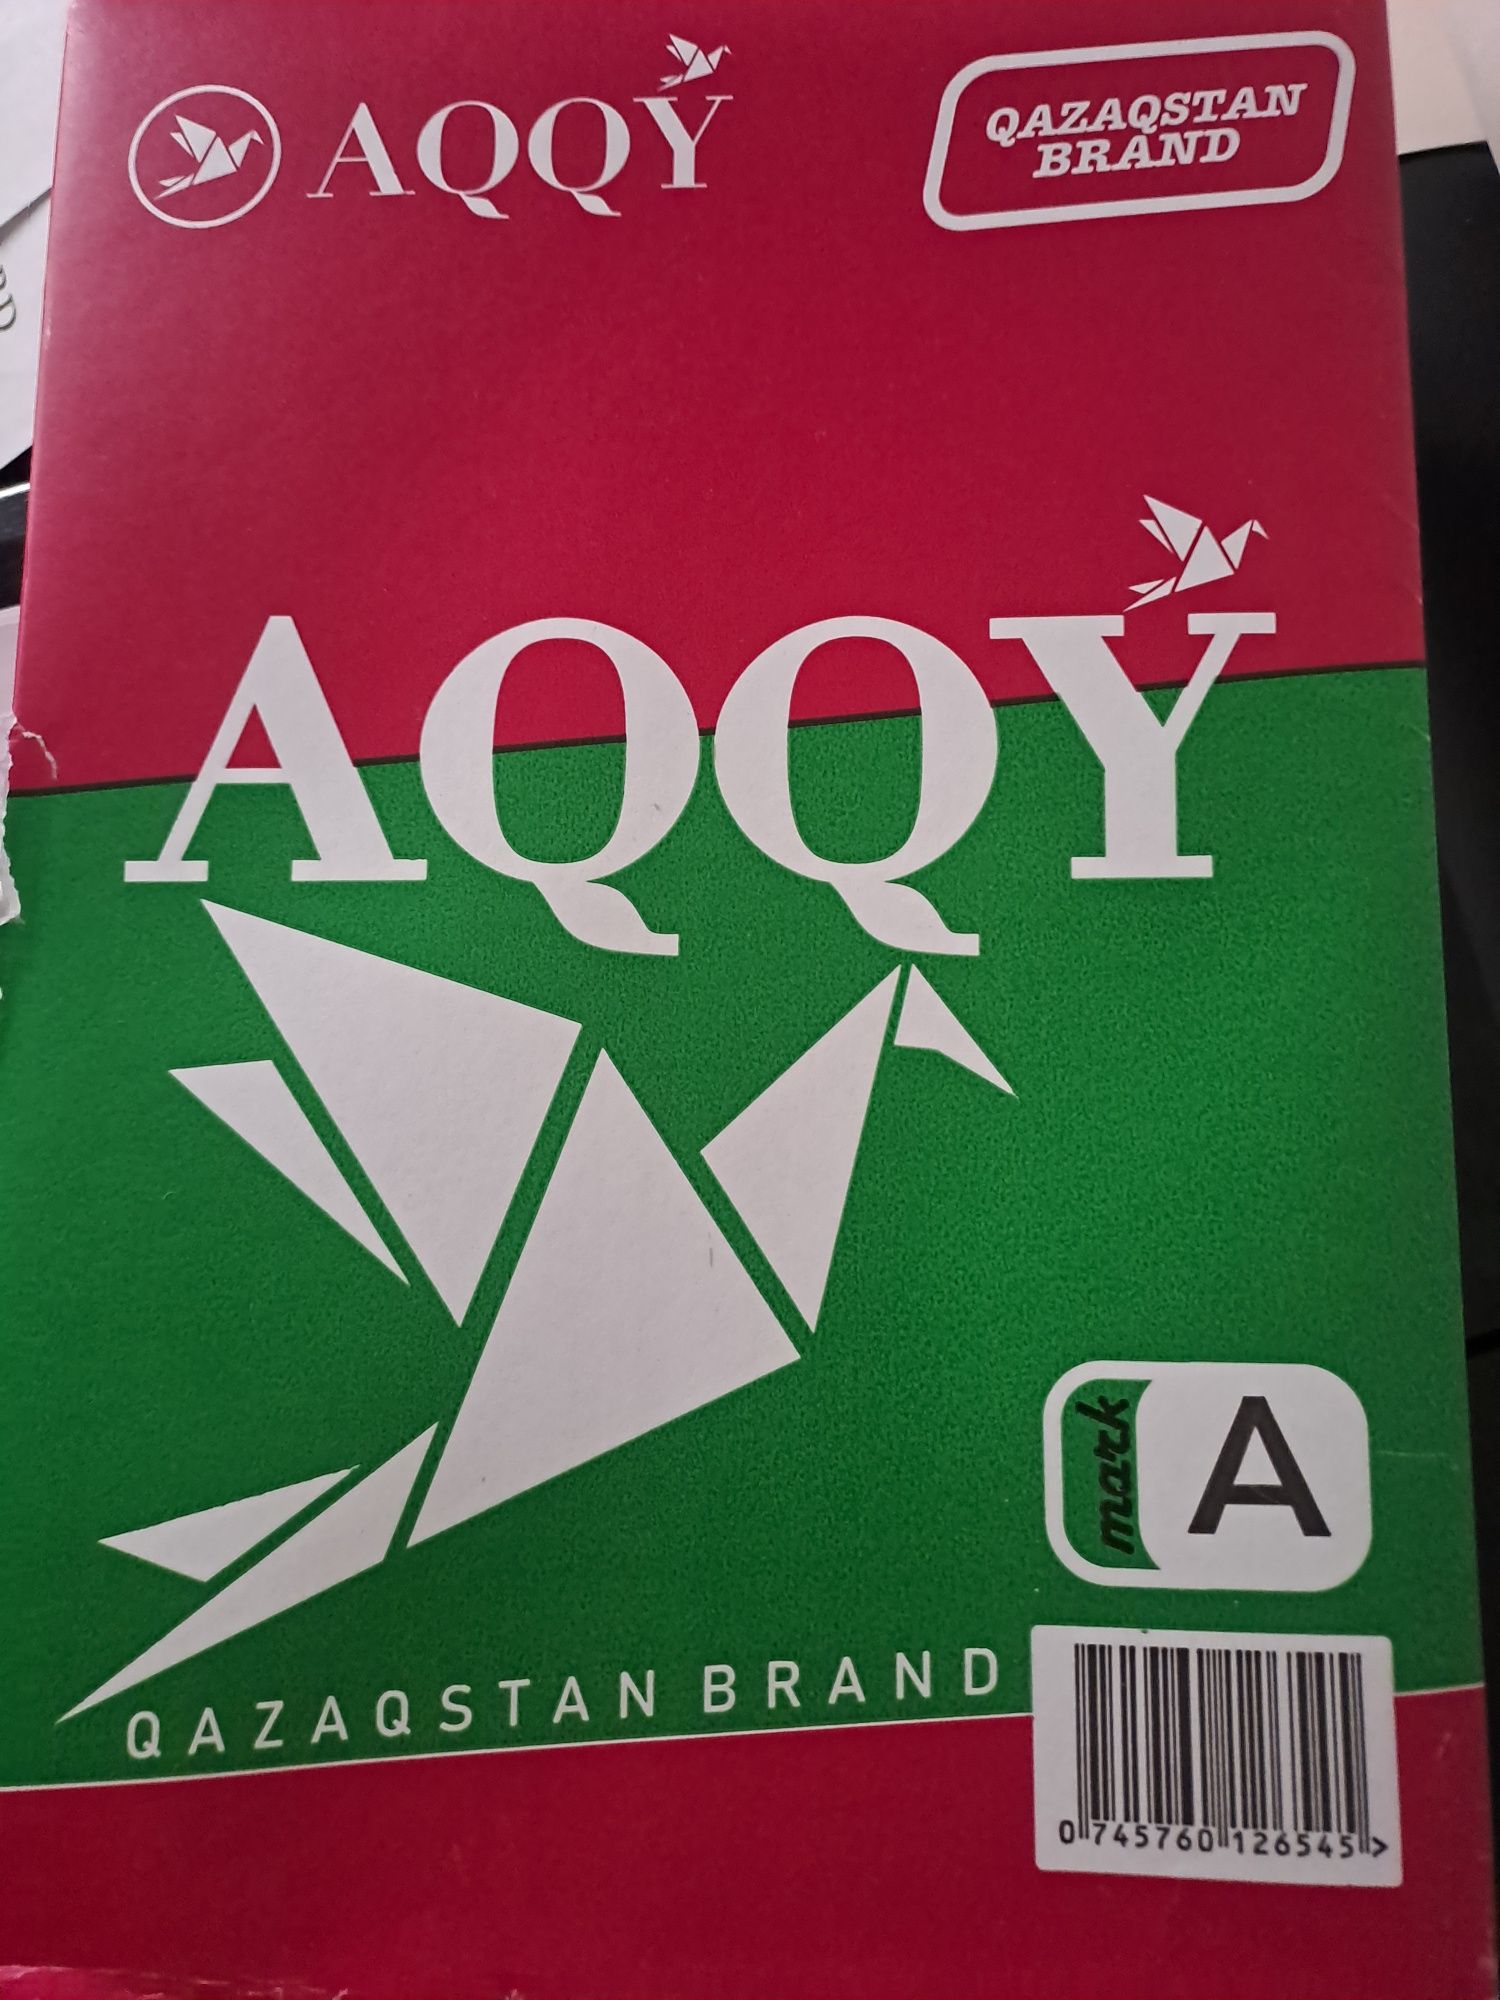 AQQY
QAZAQSTAN
BRAND
AQQY
mark
A
QAZAQSTAN BRAND
0 745760 126545 >